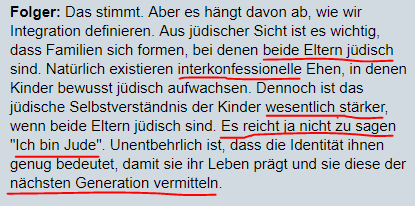 Folger: Das stimmt. Aber es hängt davon ab, wie wir
Integration definieren. Aus jüdischer Sicht ist es wichtig,
dass Familien sich formen, bei denen beide Eltern jüdisch
sind. Natürlich existieren interkonfessionelle Ehen, in denen
Kinder bewusst jüdisch aufwachsen. Dennoch ist das
jüdische Selbstverständnis der Kinder wesentlich stärker,
wenn beide Eltern jüdisch sind. Es reicht ja nicht zu sagen
"Ich bin Jude". Unentbehrlich ist, dass die Identität ihnen
genug bedeutet, damit sie ihr Leben prägt und sie diese der
nächsten Generation vermitteln.